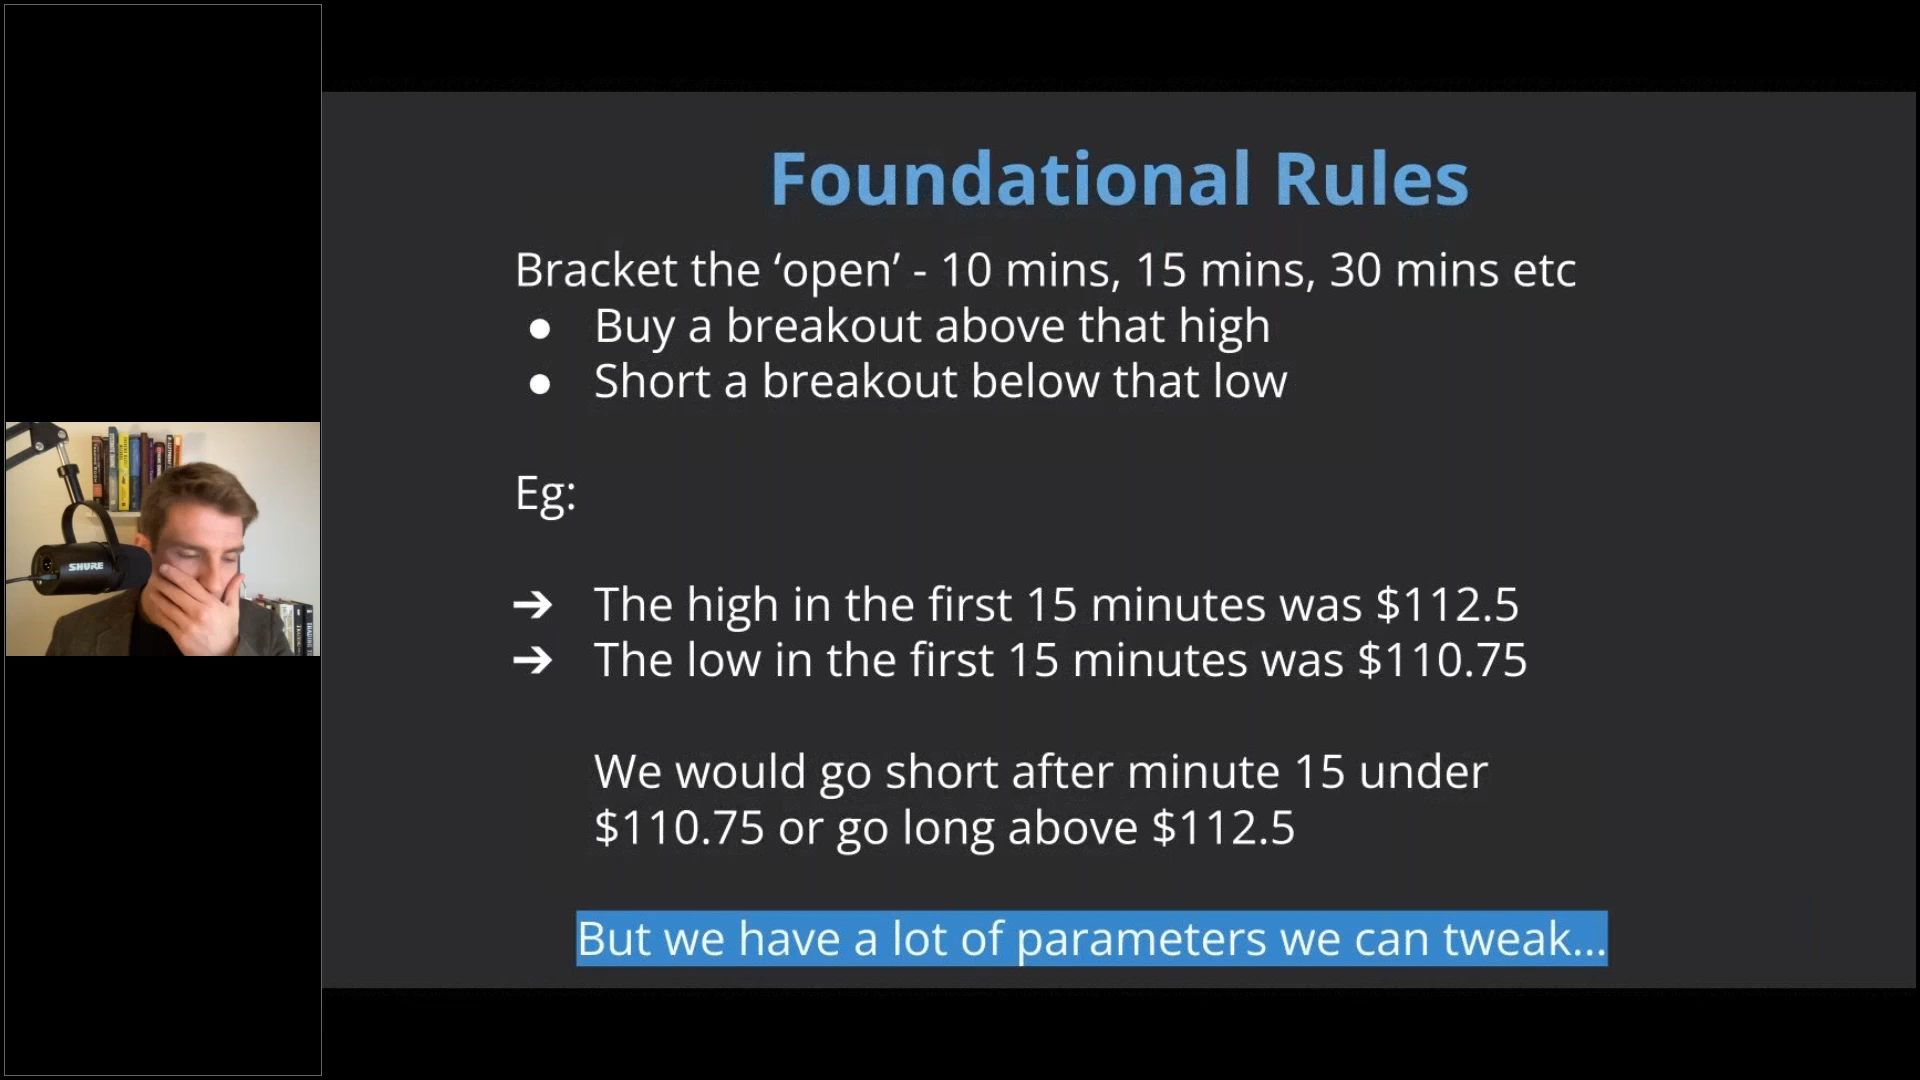 Foundational Rules
Bracket the ‘open’ - 10 mins, 15 mins, 30 mins etc
● Buy a breakout above that high
● Short a breakout below that low
Eg:
➔ The high in the first 15 minutes was $112.5
➔ The low in the first 15 minutes was $110.75
We would go short after minute 15 under
$110.75 or go long above $112.5
But we have a lot of parameters we can tweak...
SHURE